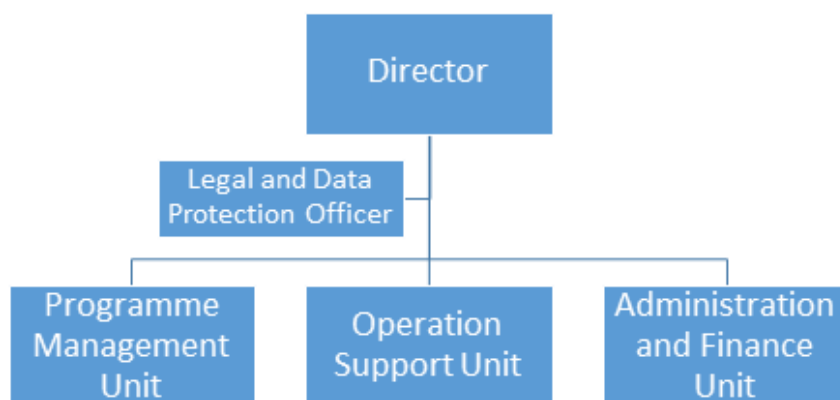 Director
Legal and Data
Protection Officer
Programme
Management
Unit
Operation
Support Unit
Administration
and Finance
Unit